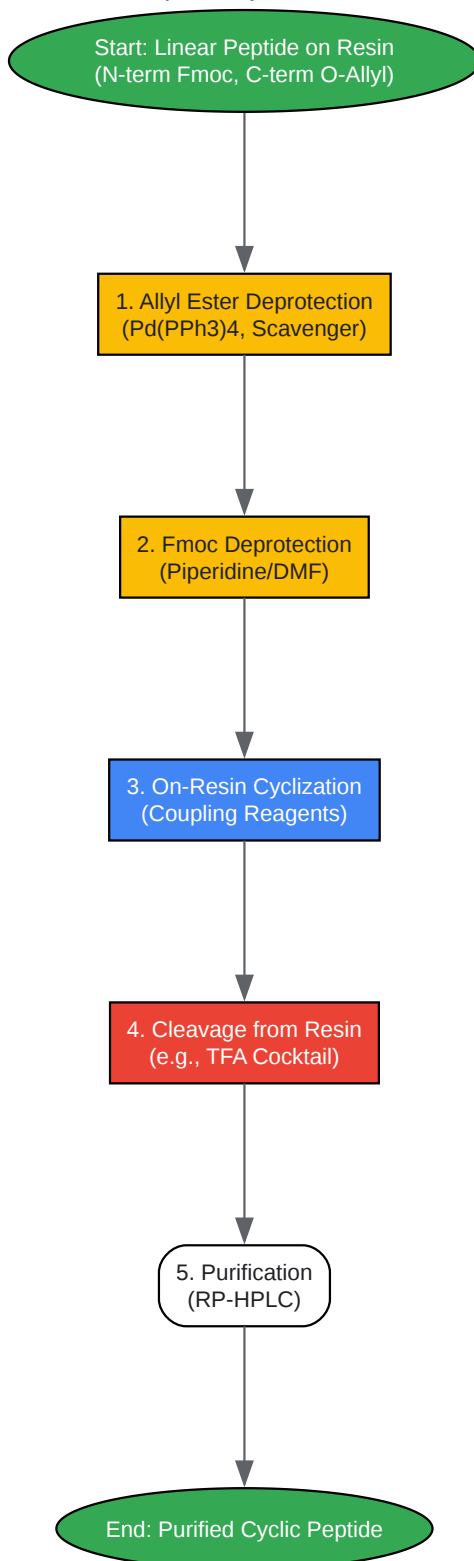 Start: Linear Peptide on Resin
(N-term Fmoc, C-term O-Allyl)
1. Allyl Ester Deprotection
(Pd(PPh3)4, Scavenger)
2. Fmoc Deprotection
(Piperidine/DMF)
3. On-Resin Cyclization
(Coupling Reagents)
4. Cleavage from Resin
(e.g., TFA Cocktail)
5. Purification
(RP-HPLC)
End: Purified Cyclic Peptide